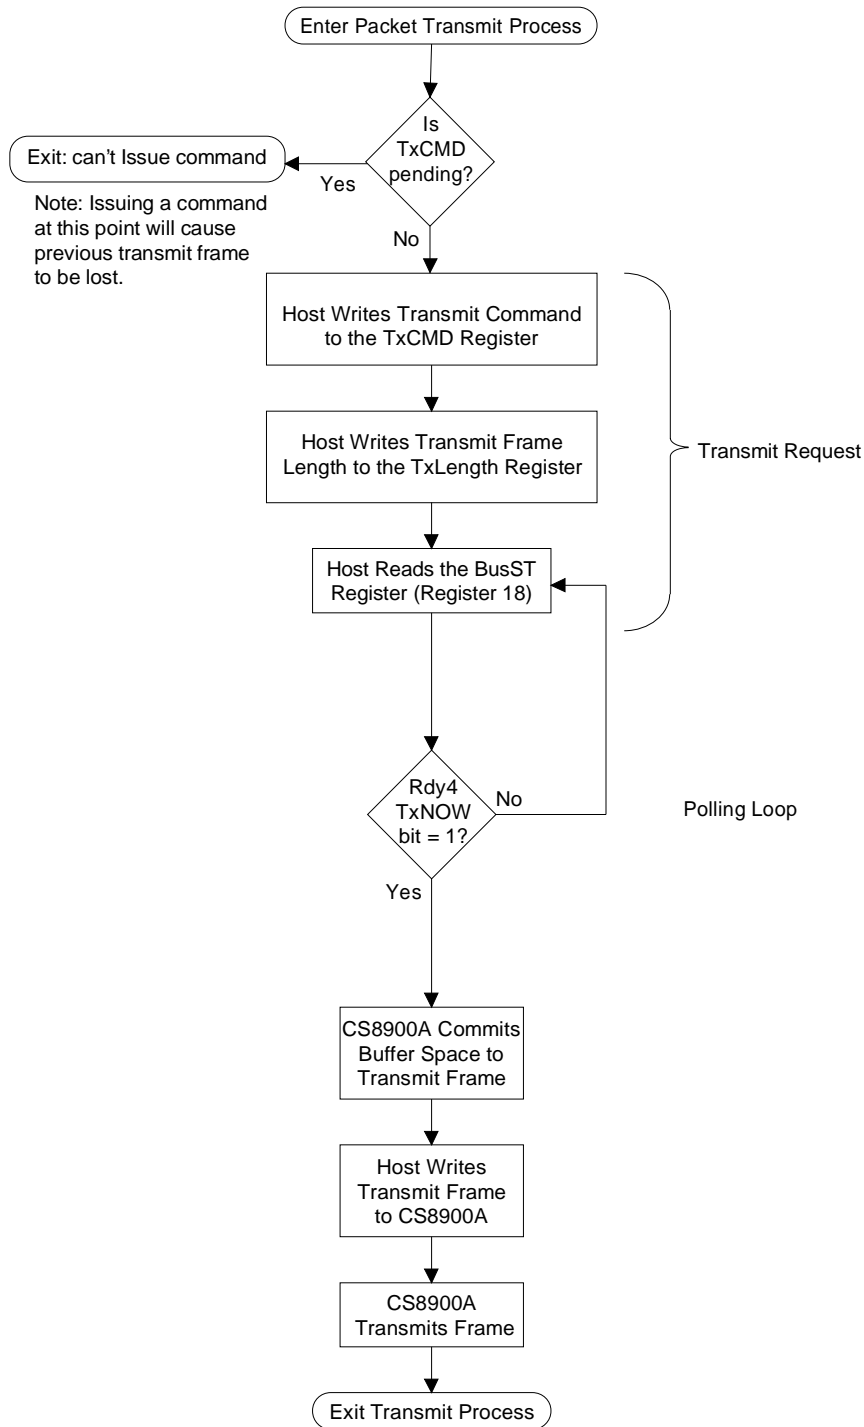 Enter Packet Transmit Process
Is
TxCMD
pending?
Exit: can't Issue command
Yes
Note: Issuing a command
at this point will cause
previous transmit frame
to be lost.
No
Host Writes Transmit Command
to the TxCMD Register
Host Writes Transmit Frame
Length to the TxLength Register
Transmit Request
Host Reads the BusST
Register (Register 18)
Rdy4
TxNOW
bit = 1?
No
Polling Loop
Yes
CS8900A Commits
Buffer Space to
Transmit Frame
Host Writes
Transmit Frame
to CS8900A
CS8900A
Transmits Frame
Exit Transmit Process